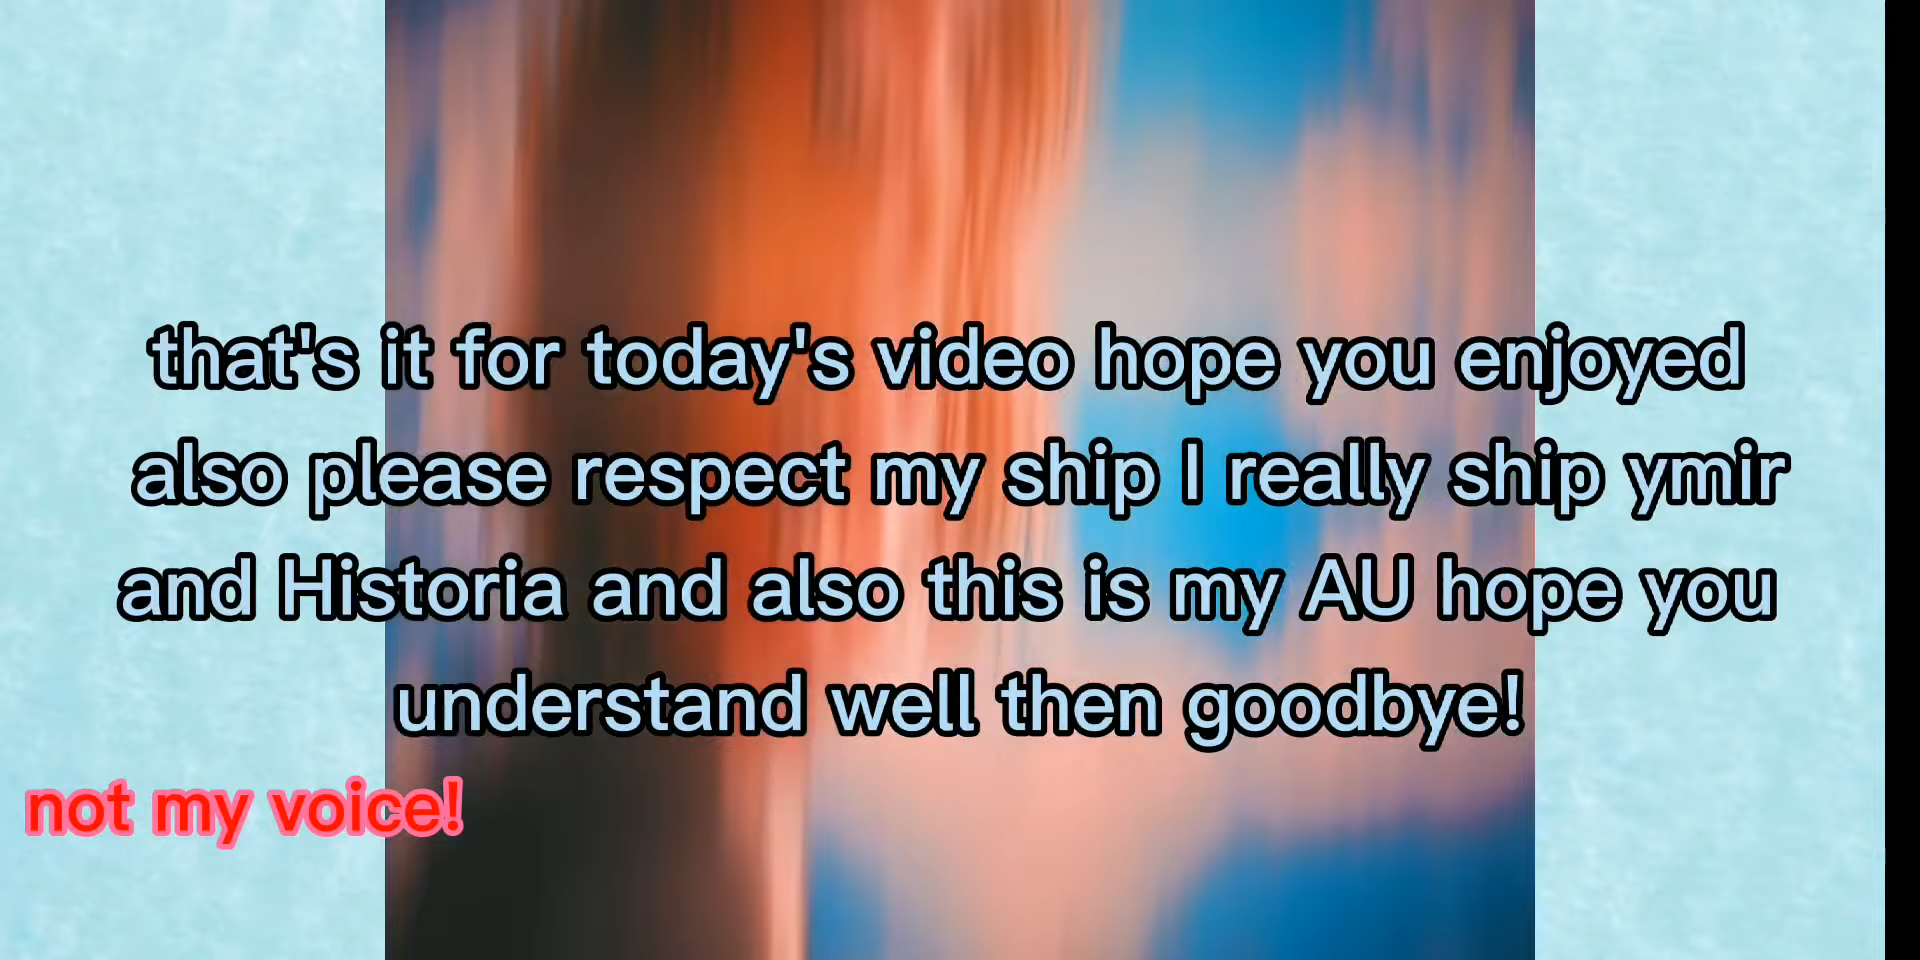 that's it for today's video hope you enjoyed
also please respect my ship I really ship ymir
and Historia and also this is my AU hope you
understand well then goodbye!
not my voice!